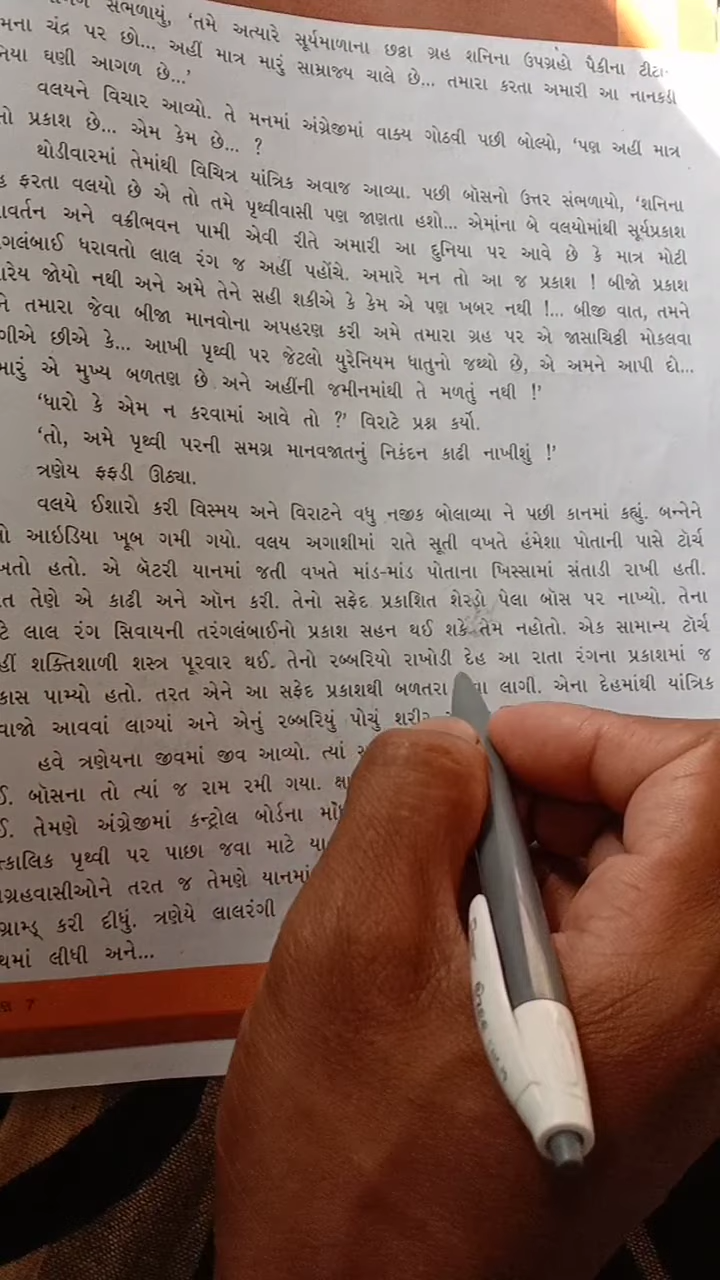 સંભળાયું, ‘તમે અત્યારે સૂર્યમાળાના છઠ્ઠા ગ્રહ શનિના ઉપગ્રહો પૈકીના
ચંદ્ર પર છો... અહીં માત્ર મારું સામ્રાજ્ય ચાલે છે... તમારા કરતા અમારી આ નાનકડી
ઘણી આગળ છે...’
વલયને વિચાર આવ્યો. તે મનમાં અંગ્રેજીમાં વાક્ય ગોઠવી પછી બોલ્યો, ‘પણ અહીં માત્ર
પ્રકાશ છે... એમ કેમ છે... ?
થોડીવારમાં તેમાંથી વિચિત્ર યાંત્રિક અવાજ આવ્યા. પછી બૉસનો ઉત્તર સંભળાયો, ‘શનિના
ફરતા વલયો છે એ તો તમે પૃથ્વીવાસી પણ જાણતા હશો... એમાંના બે વલયોમાંથી સૂર્યપ્રકાશ
અને વક્રીભવન પામી એવી રીતે અમારી આ દુનિયા પર આવે છે કે માત્ર મોટી
ધરાવતો લાલ રંગ જ અહીં પહોંચે. અમારે મન તો આ જ પ્રકાશ ! બીજો પ્રકાશ
જોયો નથી અને અમે તેને સહી શકીએ કે કેમ એ પણ ખબર નથી !... બીજી વાત, તમને
તમારા જેવા બીજા માનવોના અપહરણ કરી અમે તમારા ગ્રહ પર એ જાસાચિઠ્ઠી મોકલવા
છીએ કે... આખી પૃથ્વી પર જેટલો યુરેનિયમ ધાતુનો જથ્થો છે, એ અમને આપી દો...
એ મુખ્ય બળતણ છે અને અહીંની જમીનમાંથી તે મળતું નથી !’
‘ધારો કે એમ ન કરવામાં આવે તો ?’ વિરાટે પ્રશ્ન કર્યો.
‘તો, અમે પૃથ્વી પરની સમગ્ર માનવજાતનું નિકંદન કાઢી નાખીશું !’
ત્રણેય ફફડી ઊઠ્યા.
વલયે ઈશારો કરી વિસ્મય અને વિરાટને વધુ નજીક બોલાવ્યા ને પછી કાનમાં કહ્યું. બન્નેને
આઇડિયા ખૂબ ગમી ગયો. વલય અગાશીમાં રાતે સૂતી વખતે હંમેશા પોતાની પાસે ટૉર્ચ
હતો. એ બૅટરી યાનમાં જતી વખતે માંડ-માંડ પોતાના ખિસ્સામાં સંતાડી રાખી હતી.
તેણે એ કાઢી અને ઑન કરી. તેનો સફેદ પ્રકાશિત શેરડો પેલા બૉસ પર નાખ્યો. તેના
લાલ રંગ સિવાયની તરંગલંબાઈનો પ્રકાશ સહન થઈ શકે તેમ નહોતો. એક સામાન્ય ટૉર્ચ
શક્તિશાળી શસ્ત્ર પૂરવાર થઈ. તેનો રબ્બરિયો રાખોડી દેહ આ રાતા રંગના પ્રકાશમાં જ
પામ્યો હતો. તરત એને આ સફેદ પ્રકાશથી બળતરા લાગી. એના દેહમાંથી યાંત્રિક
આવવાં લાગ્યાં અને એનું રબ્બરિયું પોચું
હવે ત્રણેયના જીવમાં જીવ આવ્યો. ત્યાં
બૉસના તો ત્યાં જ રામ રમી ગયા.
તેમણે અંગ્રેજીમાં કન્ટ્રોલ બોર્ડના
પૃથ્વી પર પાછા જવા માટે
તરત જ તેમણે યાનમાં
કરી દીધું. ત્રણેયે લાલરંગી
લીધી અને...
7